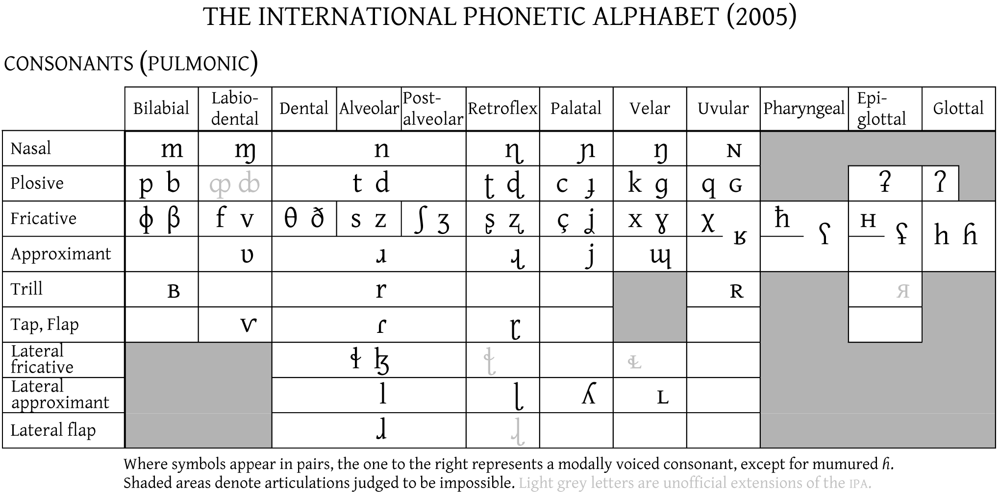 THE INTERNATIONAL PHONETIC ALPHABET (2005)
CONSONANTS (PULMONIC)
Bilabial Labio-dental Dental Alveolar Post-alveolar Retroflex Palatal Velar Uvular Pharyngeal Epi-glottal Glottal
Nasal m ɱ n ɳ ɲ ŋ ɴ
Plosive p b ȹ ȸ t d ʈ ɖ c ɟ k ɡ q ɢ ʡ ʔ
Fricative ɸ β f v θ ð s z ʃ ʒ ʂ ʐ ç ʝ x ɣ χ ʁ ħ ʕ ʜ ʢ h ɦ
Approximant ʋ ɹ ɻ j ɰ
Trill ʙ r ʀ ᴙ
Tap, Flap ⱱ ɾ ɽ
Lateral fricative ɬ ɮ ꞎ 𝼄
Lateral approximant l ɭ ʎ ʟ
Lateral flap ɺ 𝼈
Where symbols appear in pairs, the one to the right represents a modally voiced consonant, except for mumured ɦ.
Shaded areas denote articulations judged to be impossible. Light grey letters are unofficial extensions of the IPA.